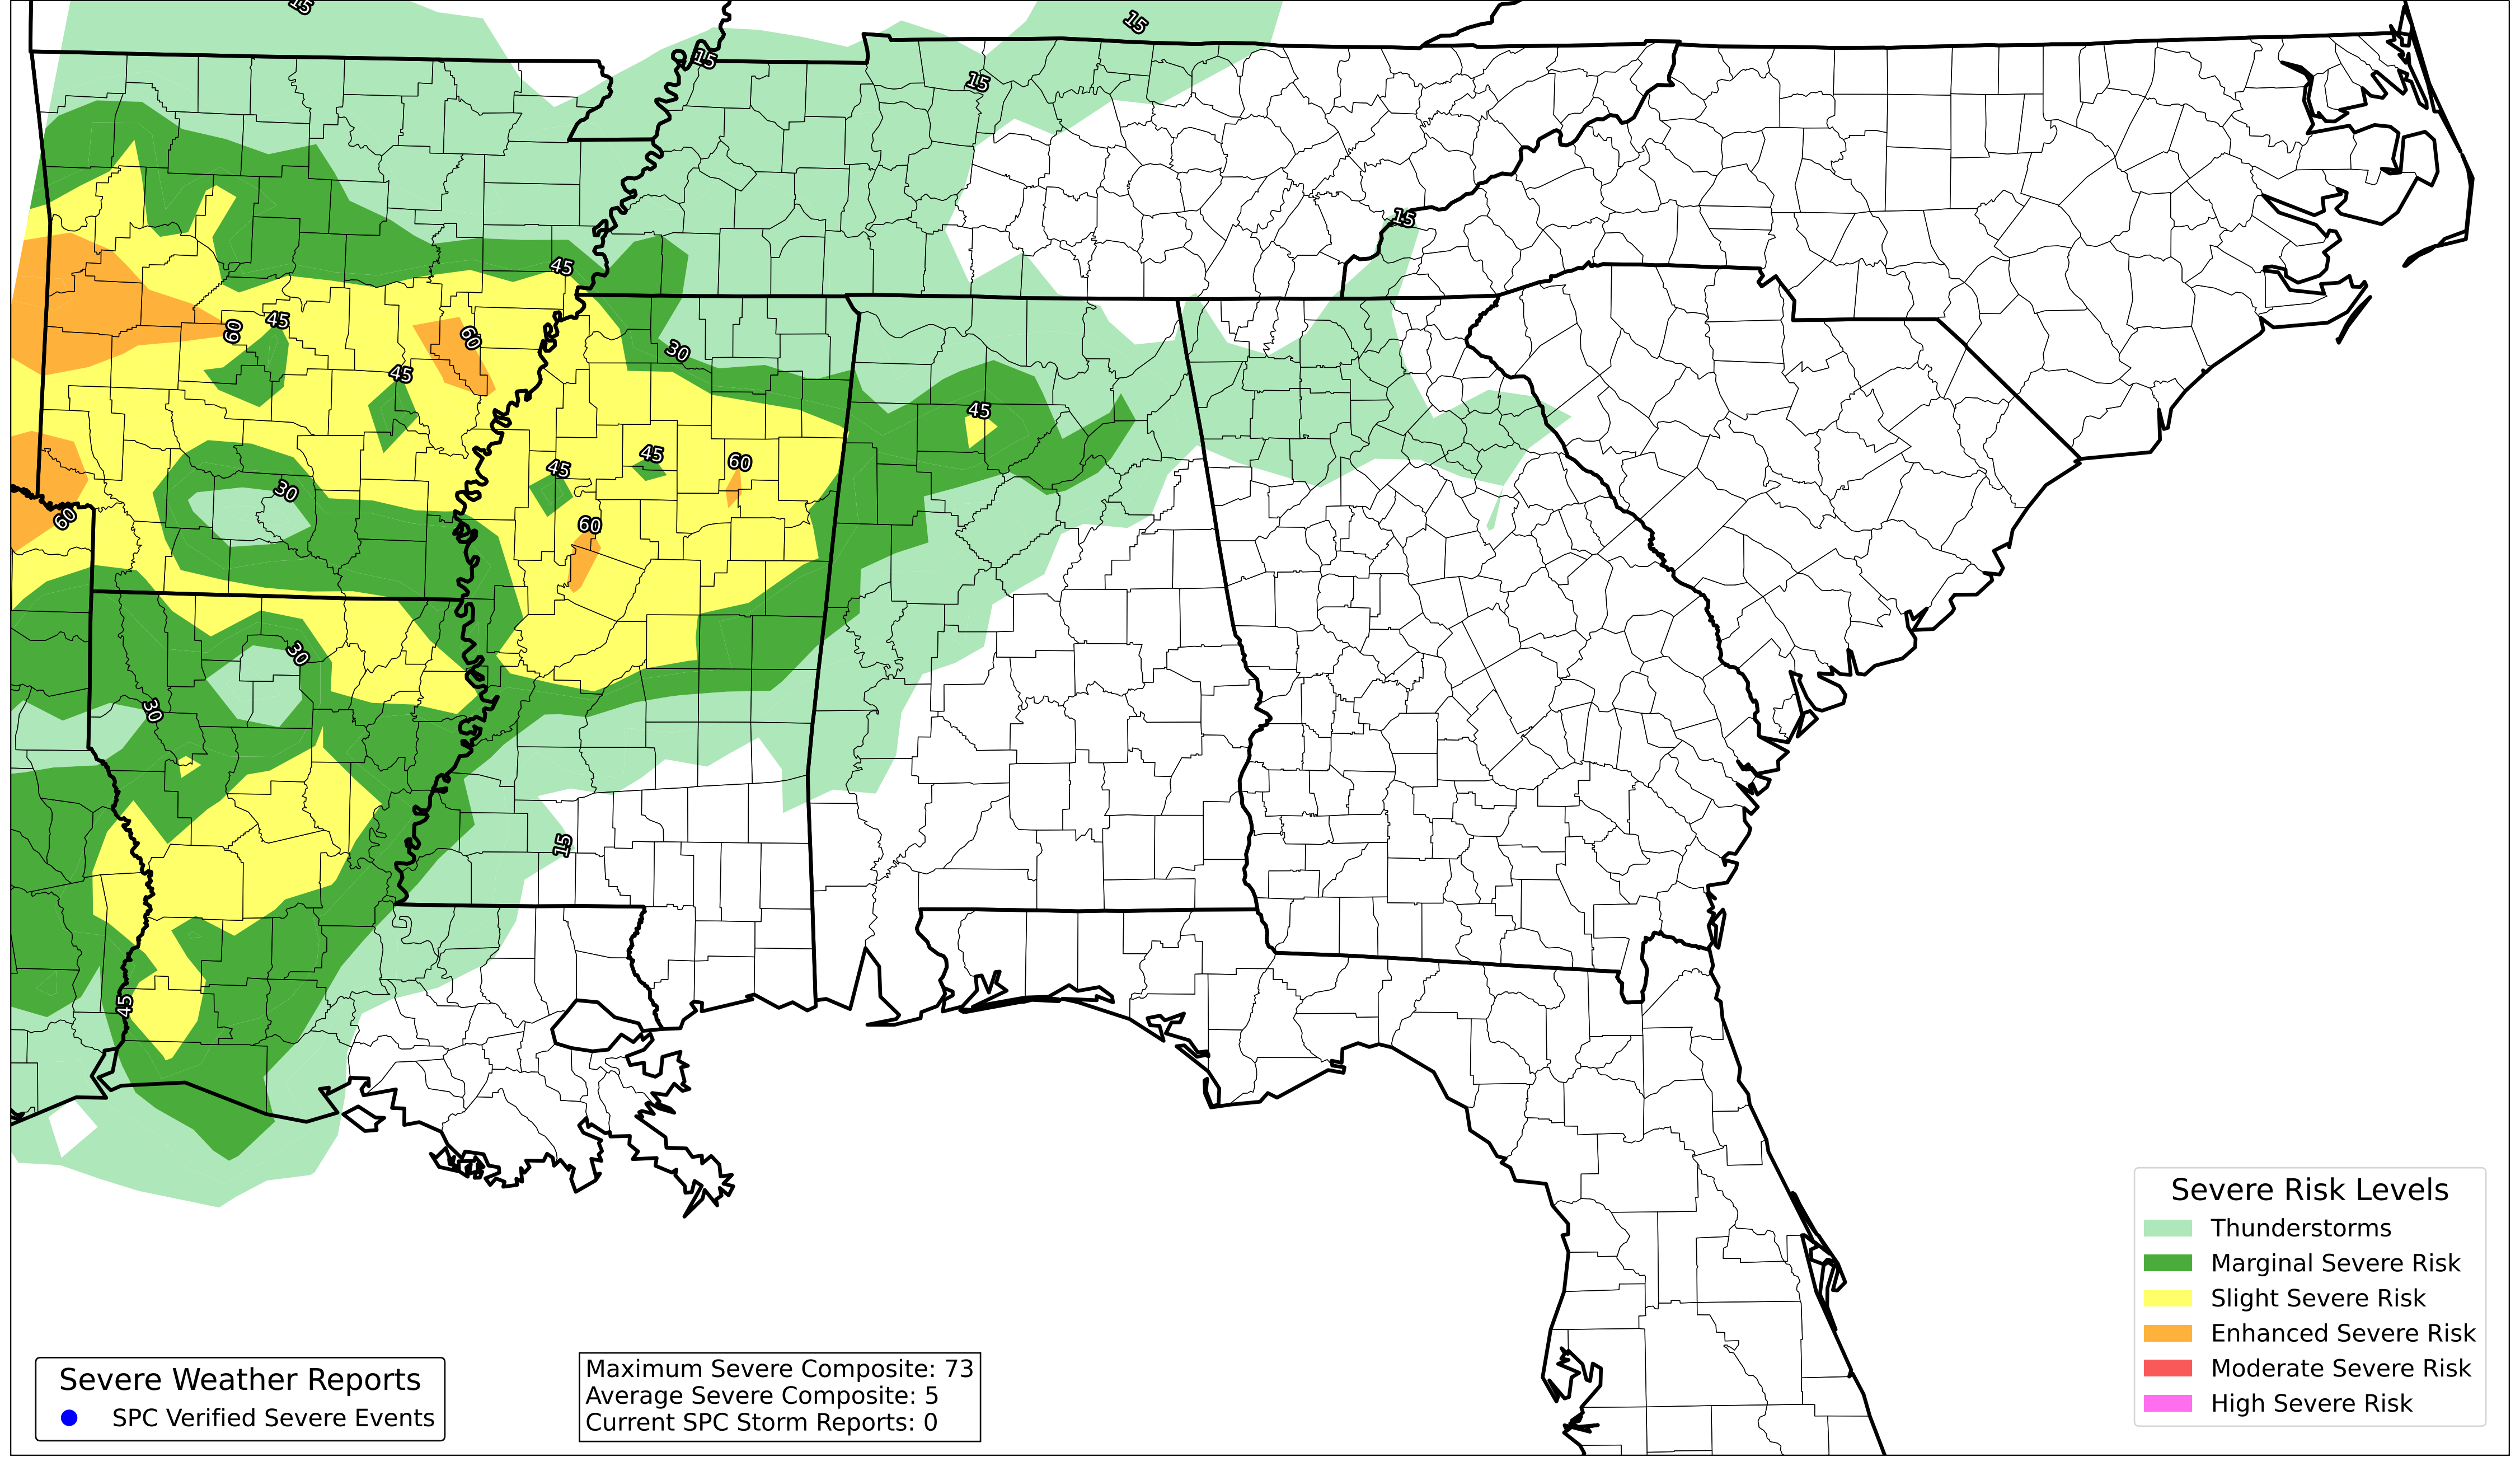 15
15
15
15
15
45
60
45
60
30
45
45
45
45
60
30
60
60
30
30
15
45
Severe Risk Levels
Thunderstorms
Marginal Severe Risk
Slight Severe Risk
Enhanced Severe Risk
Moderate Severe Risk
High Severe Risk
Severe Weather Reports
SPC Verified Severe Events
Maximum Severe Composite: 73
Average Severe Composite: 5
Current SPC Storm Reports: 0